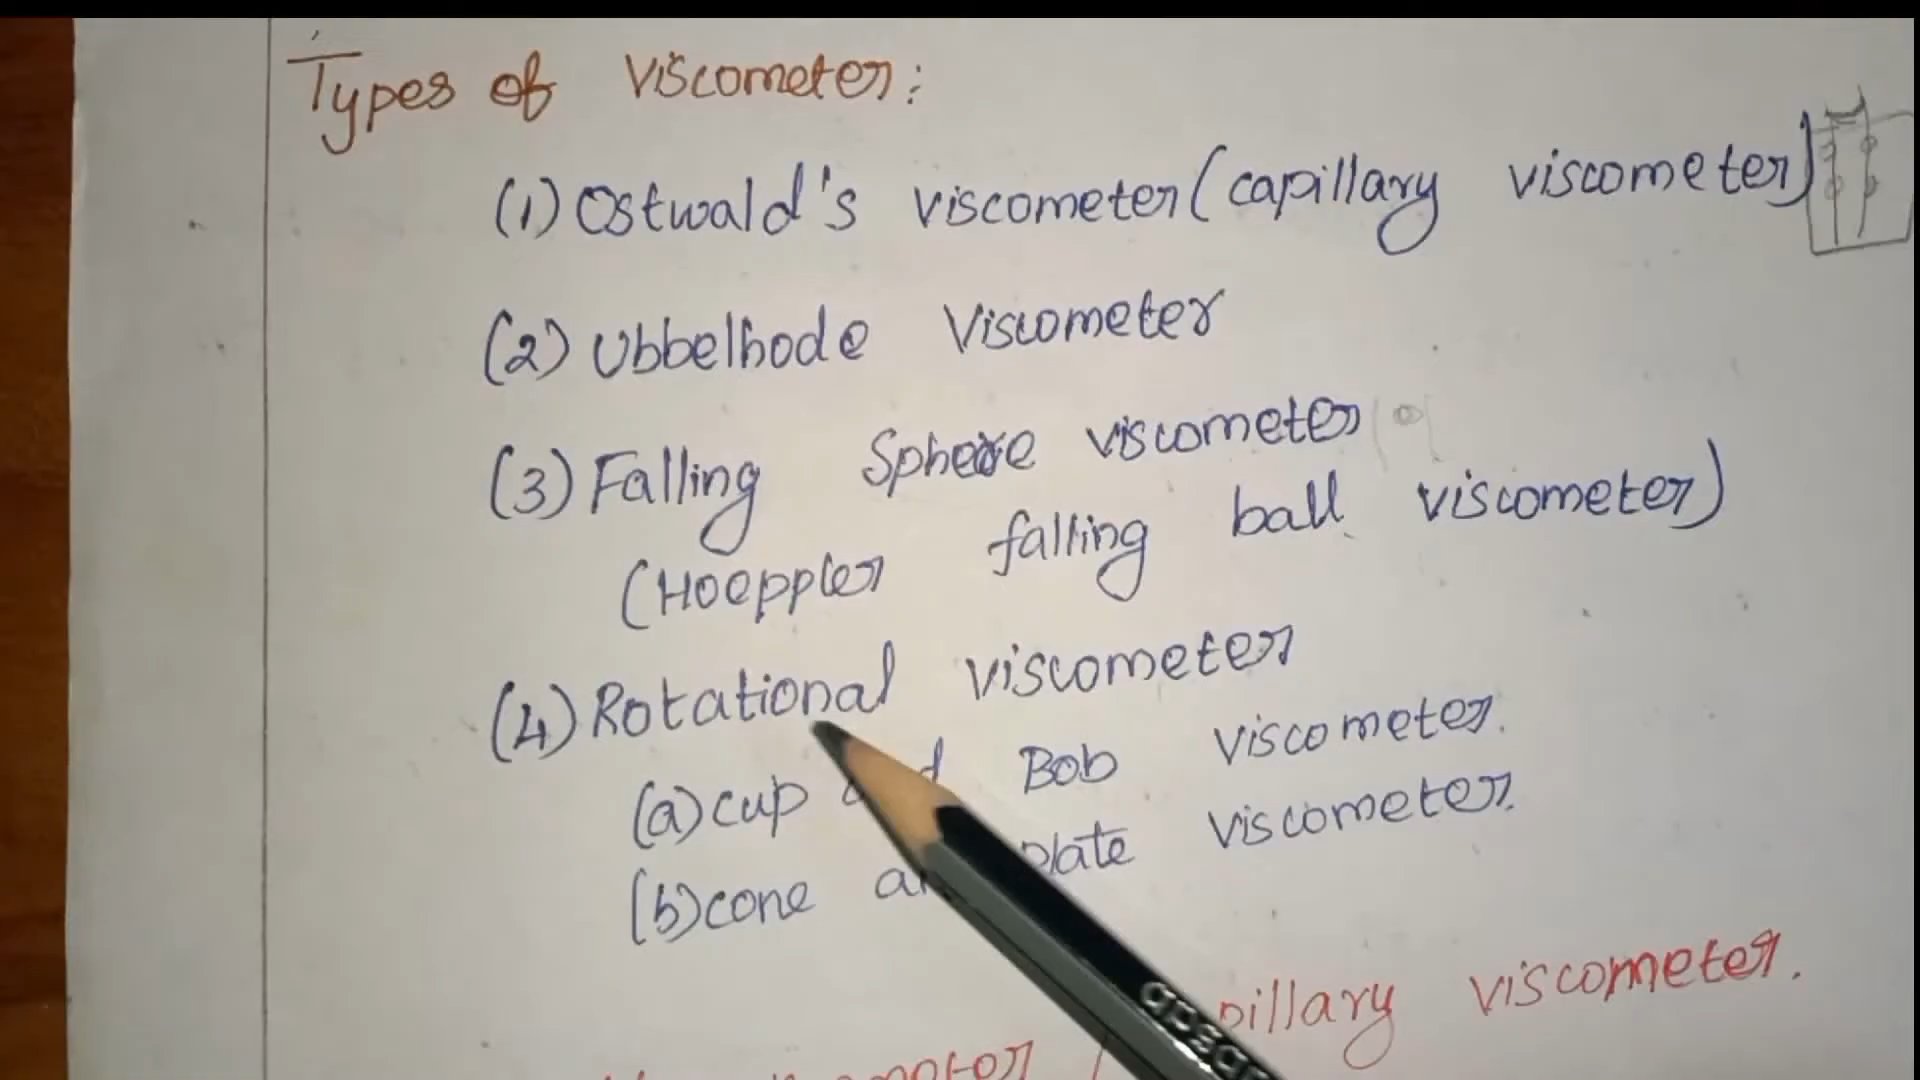 Types of Viscometer:
(1) Ostwald's viscometer (capillary viscometer)
(2) Ubbelhode Viscometer
(3) Falling Sphere viscometer
(Hoeppler falling ball viscometer)
(4) Rotational viscometer
(a) cup Bob viscometer.
(b) cone plate viscometer.
viscometer.